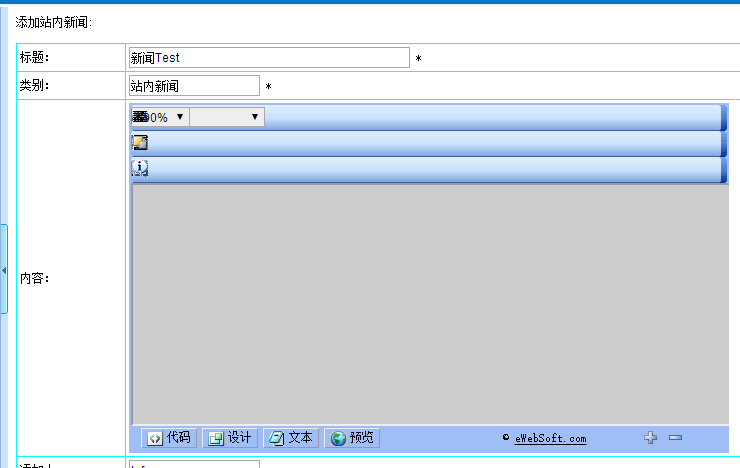 添加站内新闻:
标题: 新闻Test *
类别: 站内新闻 *
00%
内容:
代码 设计 文本 预览 © eWebSoft.com